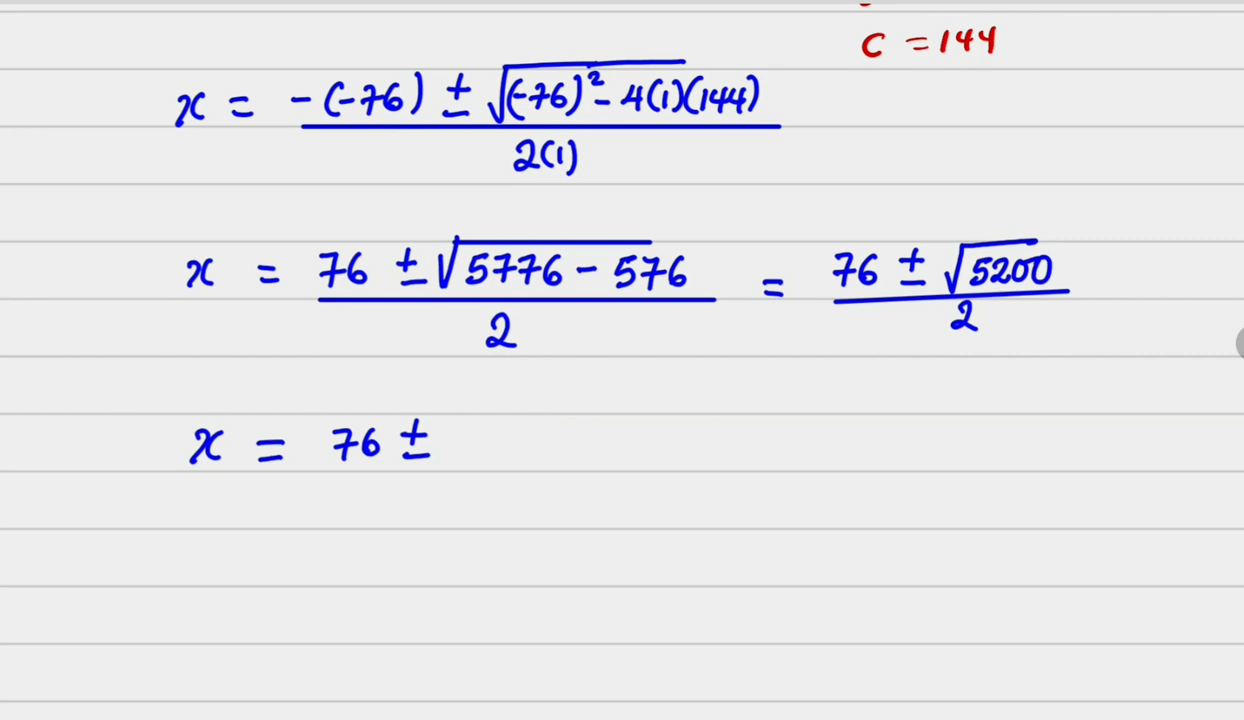 c = 144
x = -(-76) ± √(-76)² - 4(1)(144)
2(1)
x = 76 ± √5776 - 576 = 76 ± √5200
2 2
x = 76 ±